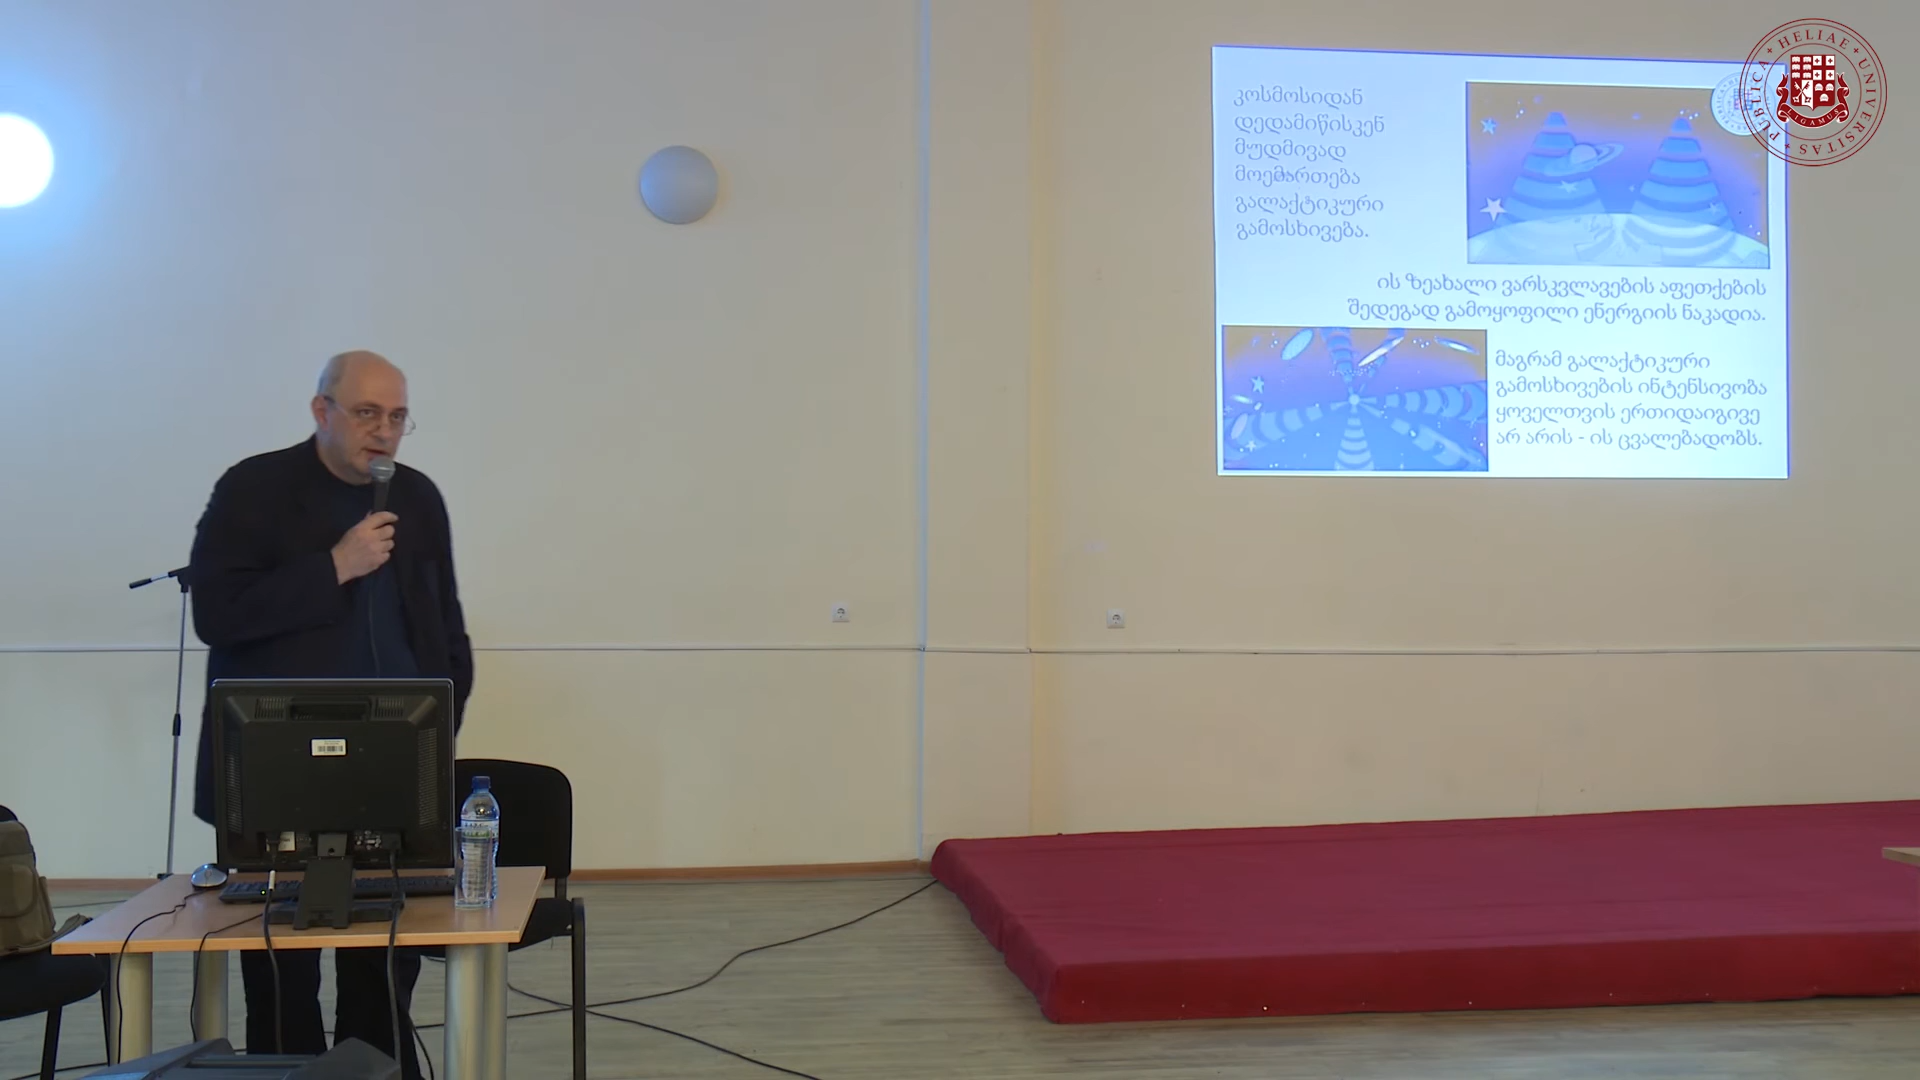 კოსმოსიდან
დედამიწისკენ
მუდმივად
მოემართება
გალაქტიკური
გამოსხივება.
ის ზეახალი ვარსკვლავების აფეთქების
შედეგად გამოყოფილი ენერგიის ნაკადია.
მაგრამ გალაქტიკური
გამოსხივების ინტენსივობა
ყოველთვის ერთიდაიგივე
არ არის - ის ცვალებადობს.
PUBLICA * HELIAE * UNIVERSITAS *